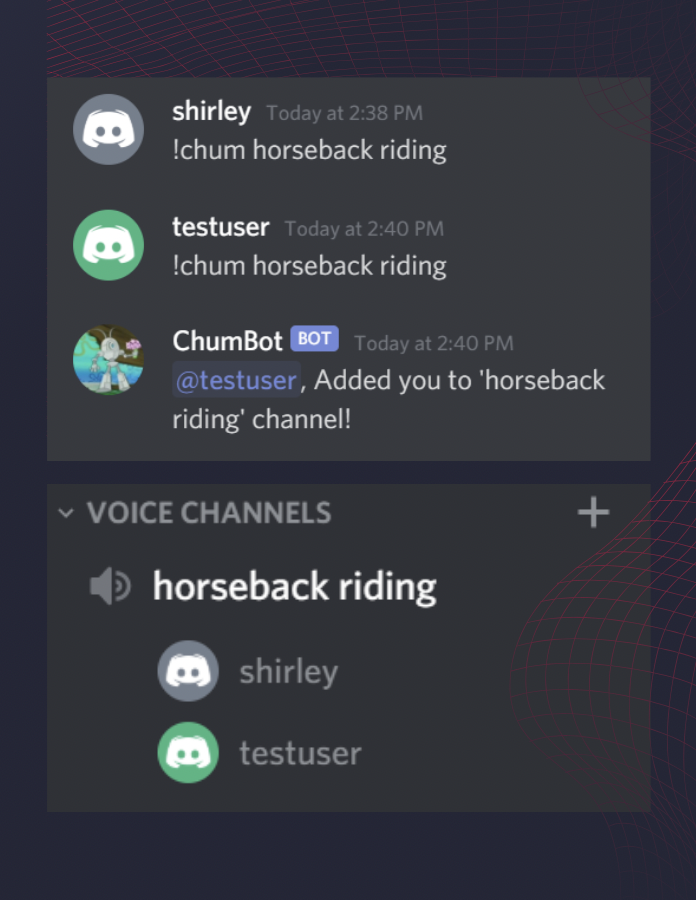 shirley Today at 2:38 PM
!chum horseback riding
testuser Today at 2:40 PM
!chum horseback riding
ChumBot BOT Today at 2:40 PM
@testuser, Added you to 'horseback
riding' channel!
VOICE CHANNELS
horseback riding
shirley
testuser